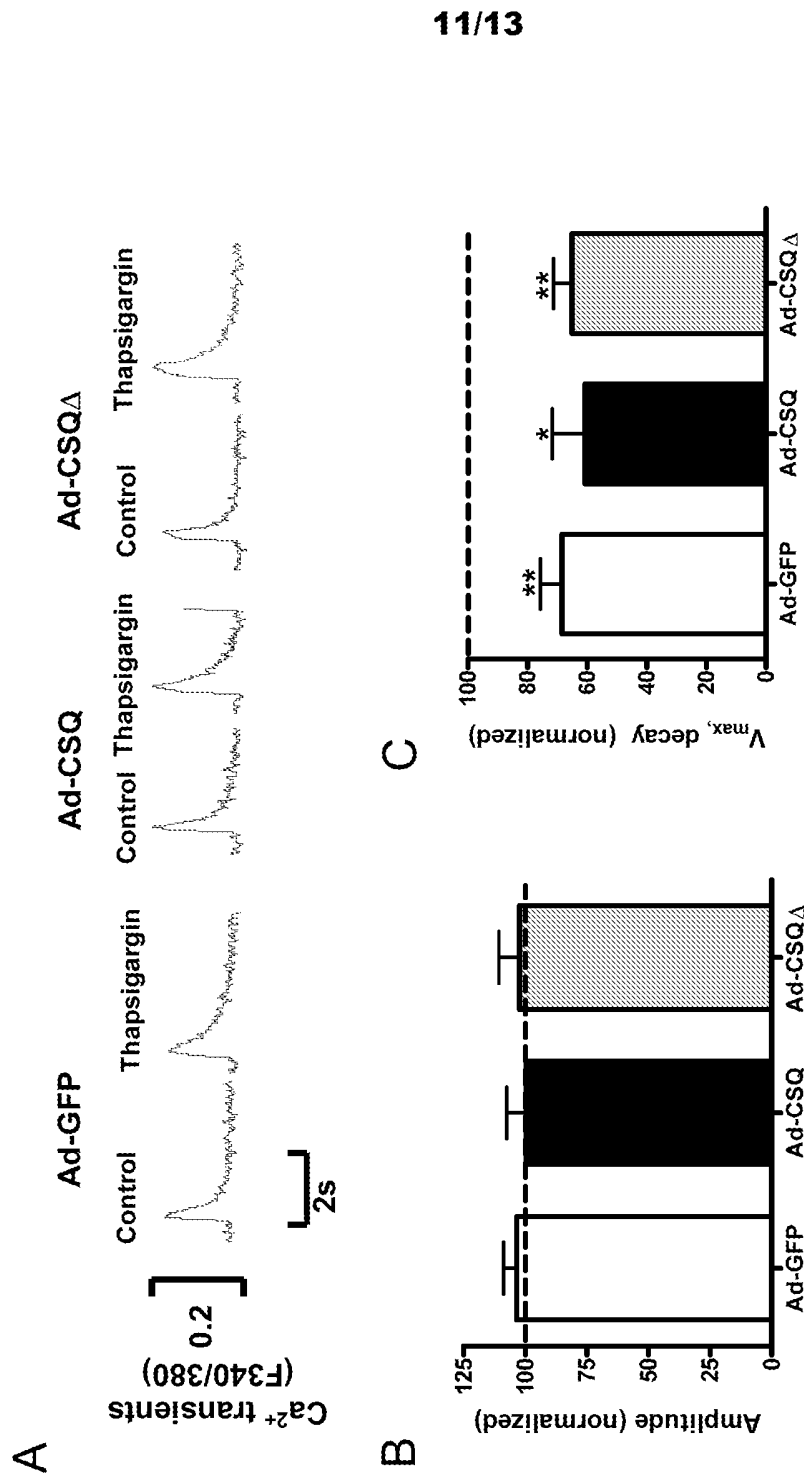 11/13
A
Ad-GFP
Ad-CSQ
Ad-CSQΔ
Control
Thapsigargin
Control
Thapsigargin
Control
Thapsigargin
Ca²⁺ transients
(F340/380)
0.2
2s
B
Amplitude (normalized)
125
100
75
50
25
0
Ad-GFP
Ad-CSQ
Ad-CSQΔ
C
Vmax, decay (normalized)
100
80
60
40
20
0
**
*
**
Ad-GFP
Ad-CSQ
Ad-CSQΔ